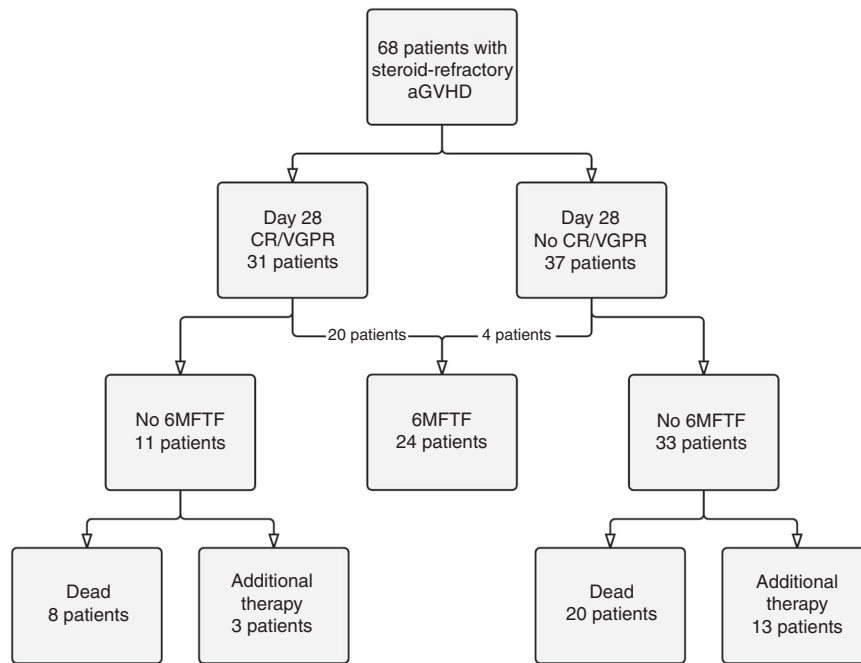 68 patients with
steroid-refractory
aGVHD
Day 28
CR/VGPR
31 patients
Day 28
No CR/VGPR
37 patients
20 patients
4 patients
No 6MFTF
11 patients
6MFTF
24 patients
No 6MFTF
33 patients
Dead
8 patients
Additional
therapy
3 patients
Dead
20 patients
Additional
therapy
13 patients